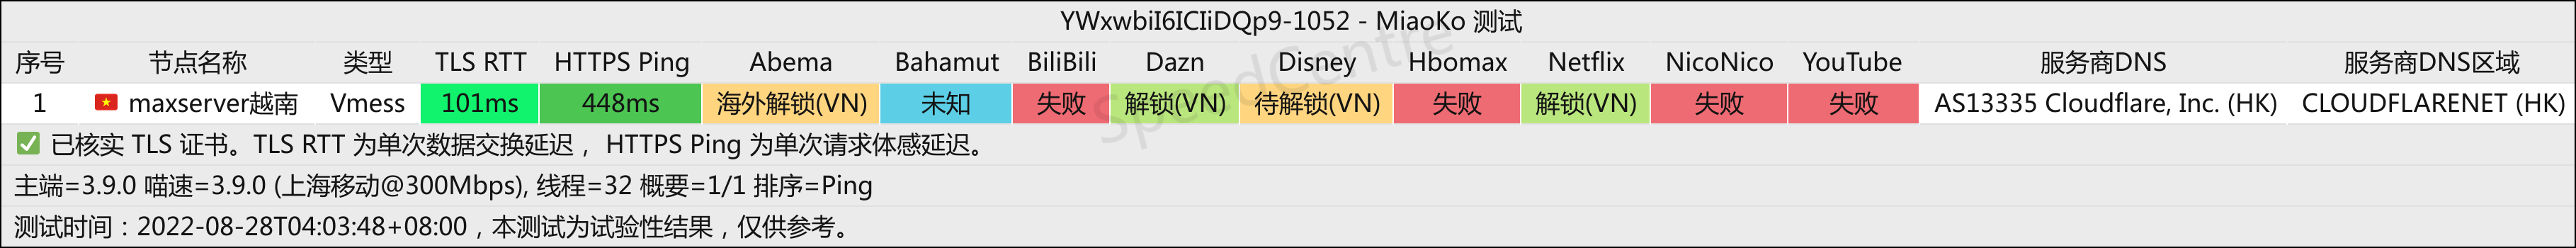 YWxwbiI6ICIiDQp9-1052 - MiaoKo 测试
序号 节点名称 类型 TLS RTT HTTPS Ping Abema Bahamut BiliBili Dazn Disney Hbomax Netflix NicoNico YouTube 服务商DNS 服务商DNS区域
1 maxserver越南 Vmess 101ms 448ms 海外解锁(VN) 未知 失败 解锁(VN) 待解锁(VN) 失败 解锁(VN) 失败 失败 AS13335 Cloudflare, Inc. (HK) CLOUDFLARENET (HK)
✅ 已核实 TLS 证书。TLS RTT 为单次数据交换延迟， HTTPS Ping 为单次请求体感延迟。
主端=3.9.0 喵速=3.9.0 (上海移动@300Mbps), 线程=32 概要=1/1 排序=Ping
测试时间：2022-08-28T04:03:48+08:00，本测试为试验性结果，仅供参考。
SpeedCentre